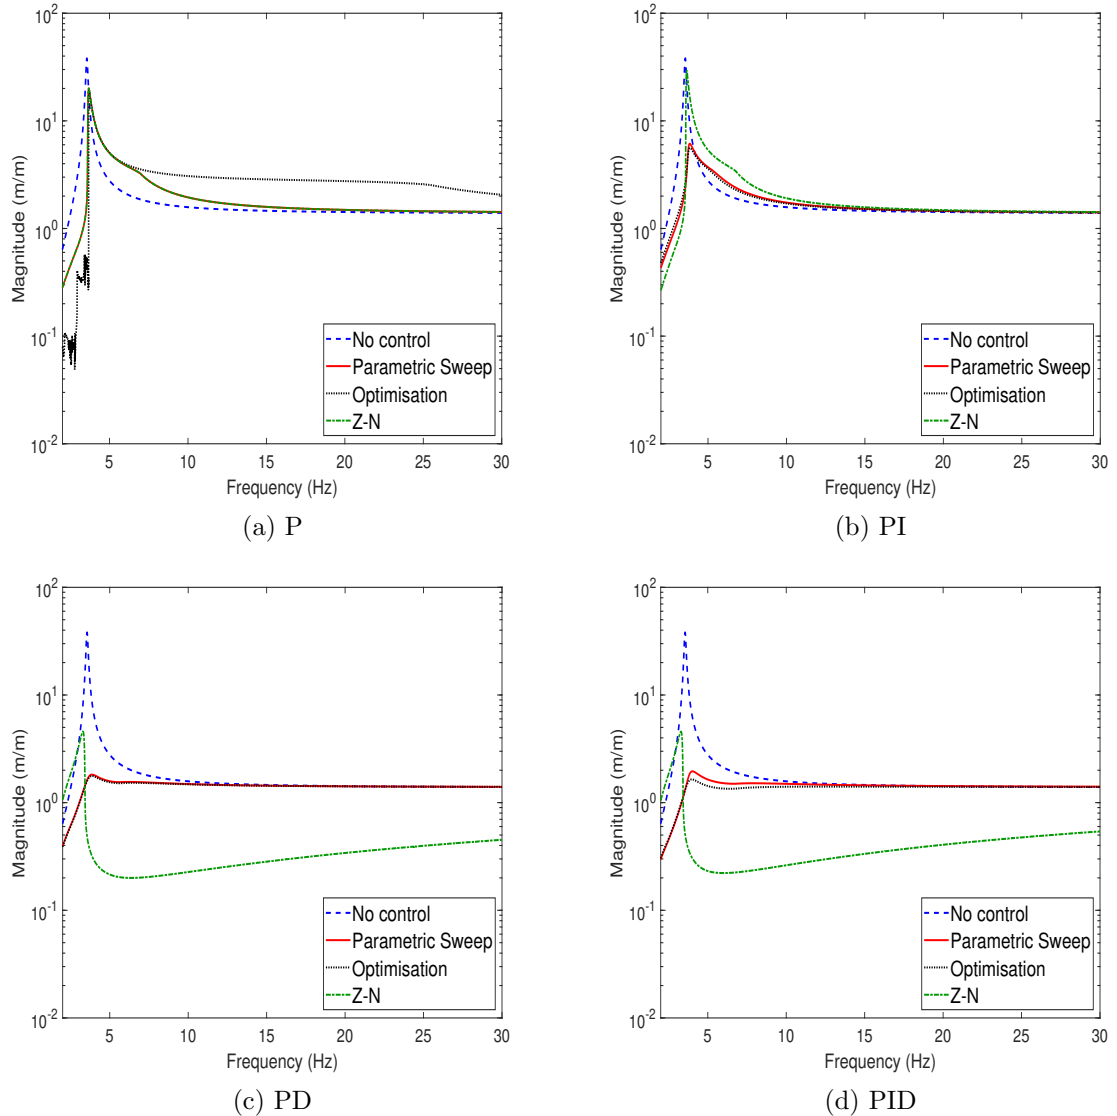 10^2
10^1
10^0
10^-1
10^-2
Magnitude (m/m)
5 10 15 20 25 30
Frequency (Hz)
No control
Parametric Sweep
Optimisation
Z-N
(a) P
10^2
10^1
10^0
10^-1
10^-2
Magnitude (m/m)
5 10 15 20 25 30
Frequency (Hz)
No control
Parametric Sweep
Optimisation
Z-N
(b) PI
10^2
10^1
10^0
10^-1
10^-2
Magnitude (m/m)
5 10 15 20 25 30
Frequency (Hz)
No control
Parametric Sweep
Optimisation
Z-N
(c) PD
10^2
10^1
10^0
10^-1
10^-2
Magnitude (m/m)
5 10 15 20 25 30
Frequency (Hz)
No control
Parametric Sweep
Optimisation
Z-N
(d) PID